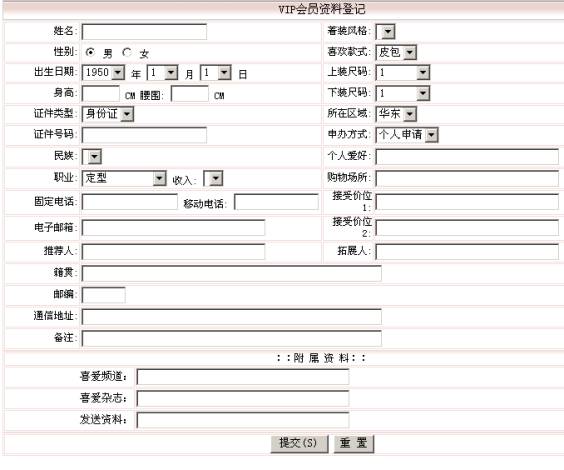 VIP会员资料登记
姓名: 着装风格:
性别: 男 女 喜欢款式: 皮包
出生日期: 1950 年 1 月 1 日 上装尺码: 1
身高: CM 腰围: CM 下装尺码: 1
证件类型: 身份证 所在区域: 华东
证件号码: 申办方式: 个人申请
民族: 个人爱好:
职业: 定型 收入: 购物场所:
固定电话: 移动电话: 接受价位1:
电子邮箱: 接受价位2:
推荐人: 拓展人:
籍贯:
邮编:
通信地址:
备注:
::附 属 资 料::
喜爱频道:
喜爱杂志:
发送资料:
提交(S) 重 置